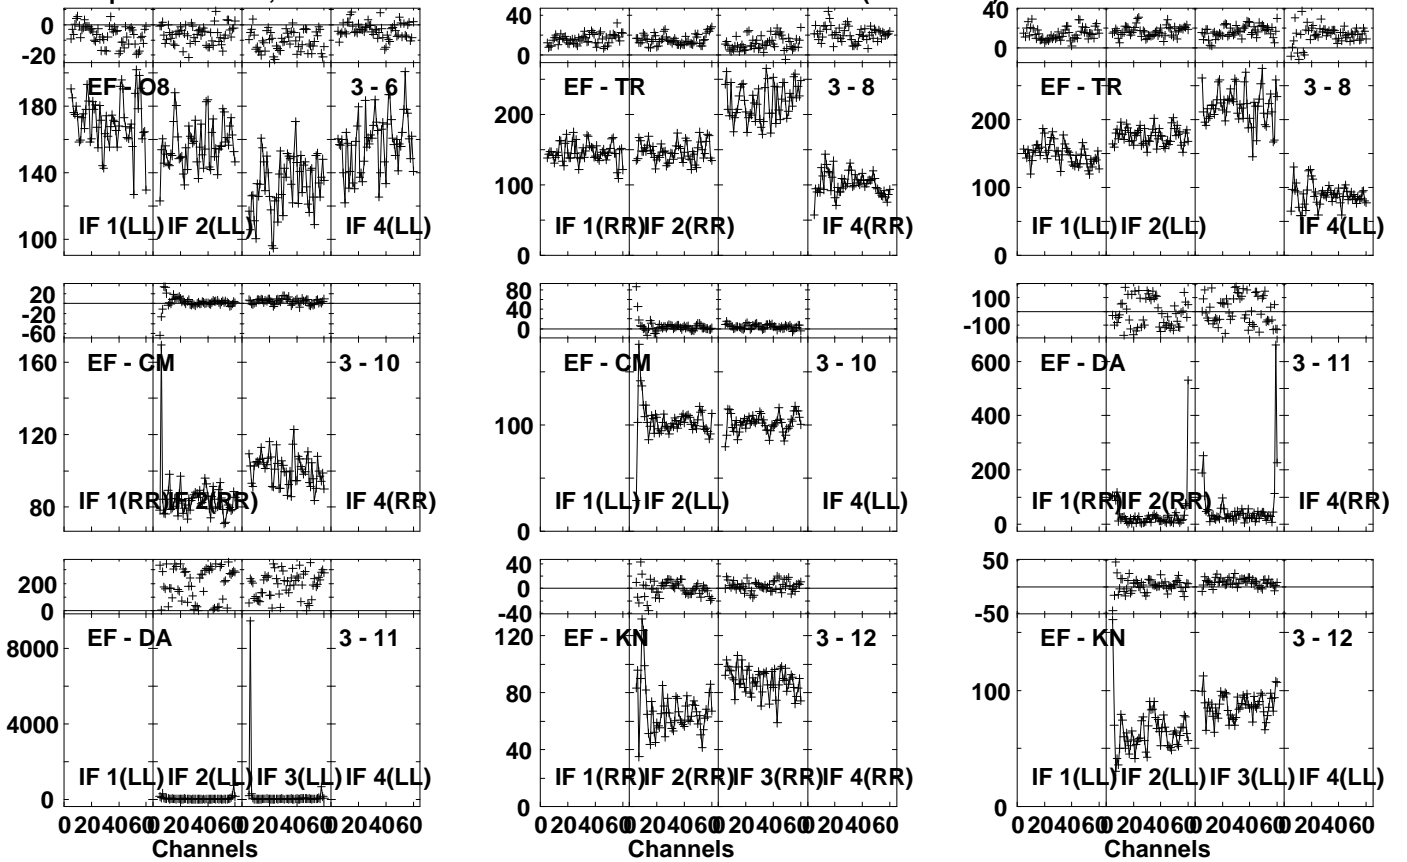 0
-20
EF - O8
3 - 6
180
140
100
IF 1(LL) IF 2(LL) IF 4(LL)
40
0
EF - TR
3 - 8
200
100
0
IF 1(RR) IF 2(RR) IF 4(RR)
40
0
EF - TR
3 - 8
200
100
0
IF 1(LL) IF 2(LL) IF 4(LL)
20
-20
-60
EF - CM
3 - 10
160
120
80
IF 1(RR) IF 2(RR) IF 4(RR)
80
40
0
EF - CM
3 - 10
100
0
IF 1(LL) IF 2(LL) IF 4(LL)
100
-100
EF - DA
3 - 11
600
400
200
0
IF 1(RR) IF 2(RR) IF 4(RR)
200
0
EF - DA
3 - 11
8000
4000
0
IF 1(LL) IF 2(LL) IF 3(LL) IF 4(LL)
0 204060 0 204060 0 204060 0 204060
Channels
40
0
-40
EF - KN
3 - 12
120
80
40
0
IF 1(RR) IF 2(RR) IF 3(RR) IF 4(RR)
0 204060 0 204060 0 204060 0 204060
Channels
50
-50
EF - KN
3 - 12
100
0
IF 1(LL) IF 2(LL) IF 3(LL) IF 4(LL)
0 204060 0 204060 0 204060 0 204060
Channels